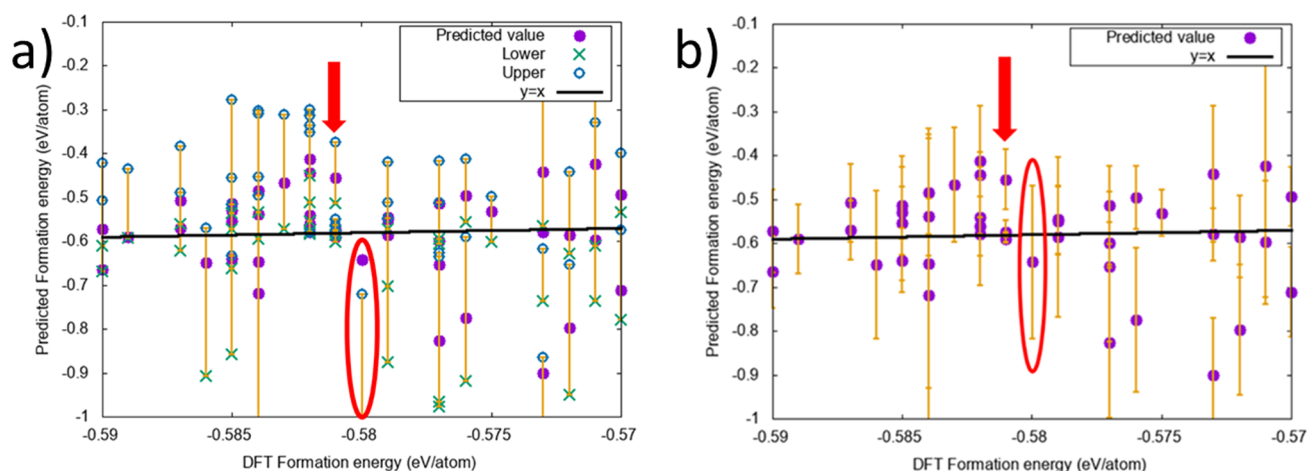 a)
Predicted value
Lower
Upper
y=x
Predicted Formation energy (eV/atom)
-0.1
-0.2
-0.3
-0.4
-0.5
-0.6
-0.7
-0.8
-0.9
-1
-0.59
-0.585
-0.58
-0.575
-0.57
DFT Formation energy (eV/atom)
b)
Predicted value
y=x
Predicted Formation energy (eV/atom)
-0.1
-0.2
-0.3
-0.4
-0.5
-0.6
-0.7
-0.8
-0.9
-1
-0.59
-0.585
-0.58
-0.575
-0.57
DFT Formation energy (eV/atom)